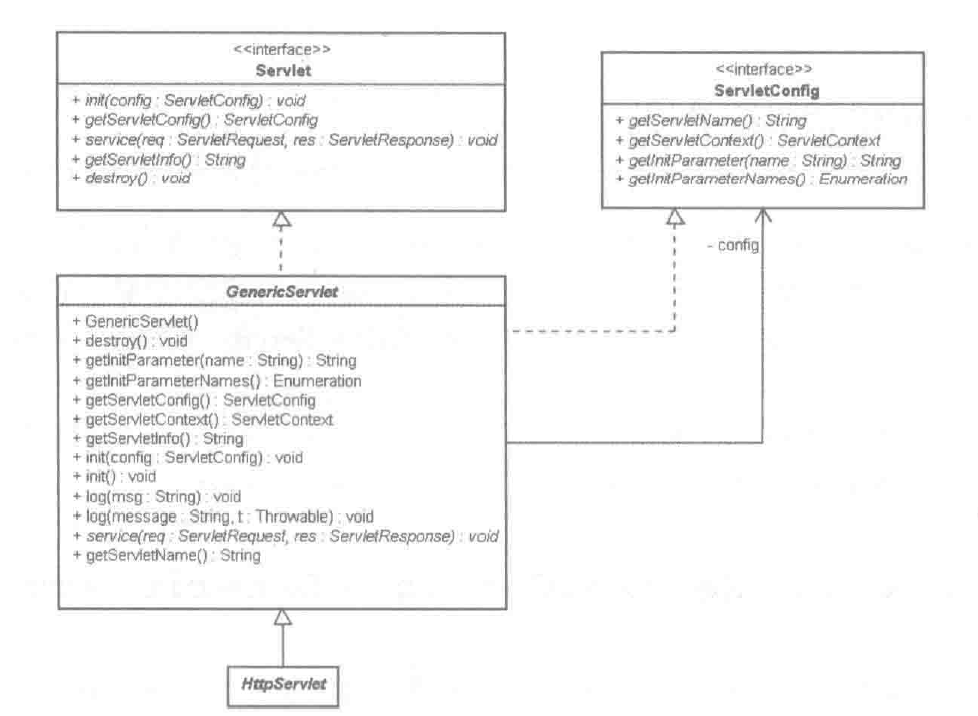 <<interface>>
Servlet
+ init(config : ServletConfig) : void
+ getServletConfig() : ServletConfig
+ service(req : ServletRequest, res : ServletResponse) : void
+ getServletInfo() : String
+ destroy() : void
<<interface>>
ServletConfig
+ getServletName() : String
+ getServletContext() : ServletContext
+ getInitParameter(name : String) : String
+ getInitParameterNames() : Enumeration
- config
GenericServlet
+ GenericServlet()
+ destroy() : void
+ getInitParameter(name : String) : String
+ getInitParameterNames() : Enumeration
+ getServletConfig() : ServletConfig
+ getServletContext() : ServletContext
+ getServletInfo() : String
+ init(config : ServletConfig) : void
+ init() : void
+ log(msg : String) : void
+ log(message : String, t : Throwable) : void
+ service(req : ServletRequest, res : ServletResponse) : void
+ getServletName() : String
HttpServlet